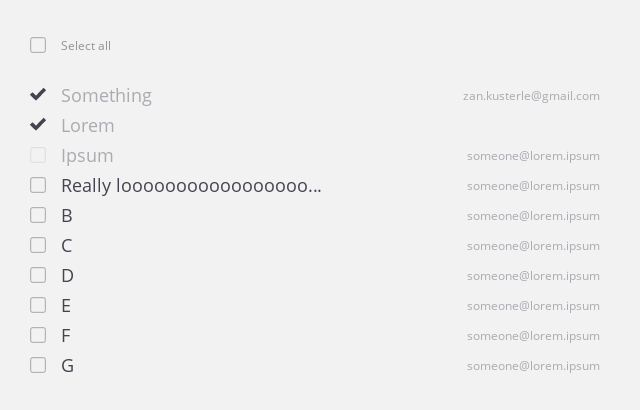 Select all
Something zan.kusterle@gmail.com
Lorem
Ipsum someone@lorem.ipsum
Really looooooooooooooooo... someone@lorem.ipsum
B someone@lorem.ipsum
C someone@lorem.ipsum
D someone@lorem.ipsum
E someone@lorem.ipsum
F someone@lorem.ipsum
G someone@lorem.ipsum